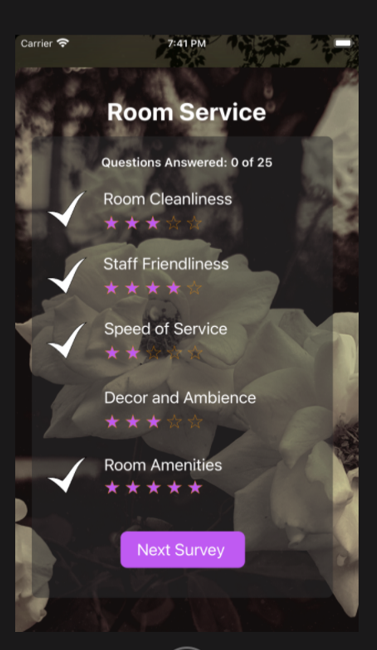 Carrier
7:41 PM
Room Service
Questions Answered: 0 of 25
Room Cleanliness
Staff Friendliness
Speed of Service
Decor and Ambience
Room Amenities
Next Survey